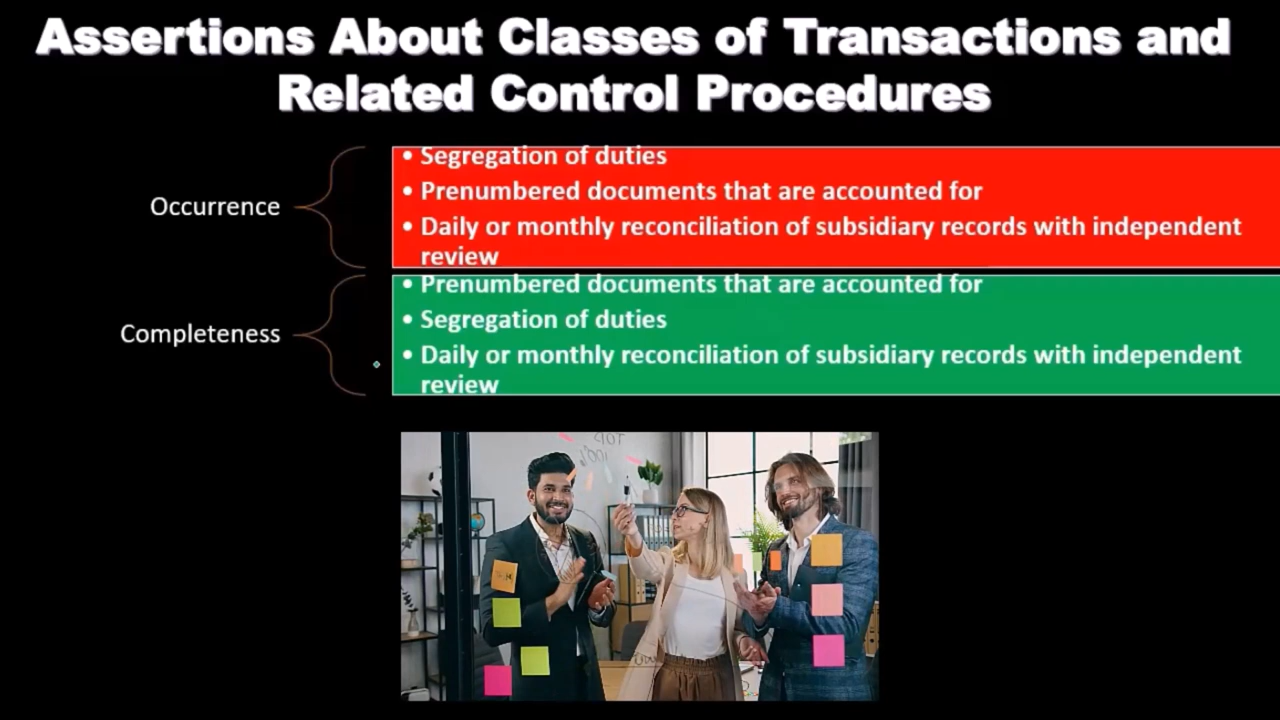 Assertions About Classes of Transactions and
Related Control Procedures
Occurrence
• Segregation of duties
• Prenumbered documents that are accounted for
• Daily or monthly reconciliation of subsidiary records with independent
review
Completeness
• Prenumbered documents that are accounted for
• Segregation of duties
• Daily or monthly reconciliation of subsidiary records with independent
review